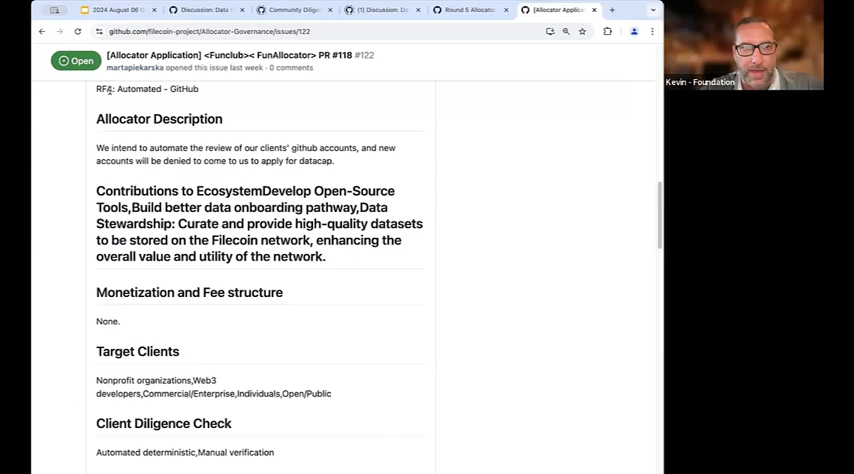 2024 August 06 S
Discussion: Data
Community Dilige
(1) Discussion: Da
Round 5 Allocator
[Allocator Applica
github.com/filecoin-project/Allocator-Governance/issues/122
Open
[Allocator Application] <Funclub>< FunAllocator> PR #118 #122
martapiekarska opened this issue last week · 0 comments
RFA: Automated - GitHub
Allocator Description
We intend to automate the review of our clients' github accounts, and new
accounts will be denied to come to us to apply for datacap.
Contributions to EcosystemDevelop Open-Source
Tools,Build better data onboarding pathway,Data
Stewardship: Curate and provide high-quality datasets
to be stored on the Filecoin network, enhancing the
overall value and utility of the network.
Monetization and Fee structure
None.
Target Clients
Nonprofit organizations,Web3
developers,Commercial/Enterprise,Individuals,Open/Public
Client Diligence Check
Automated deterministic,Manual verification
Kevin - Foundation